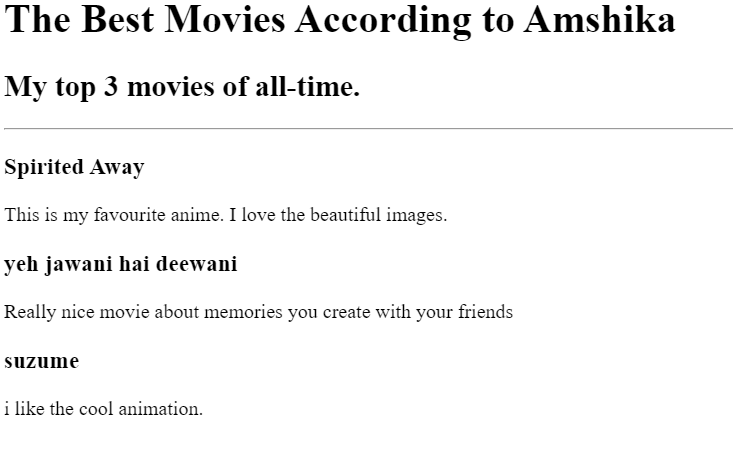 The Best Movies According to Amshika
My top 3 movies of all-time.
Spirited Away
This is my favourite anime. I love the beautiful images.
yeh jawani hai deewani
Really nice movie about memories you create with your friends
suzume
i like the cool animation.